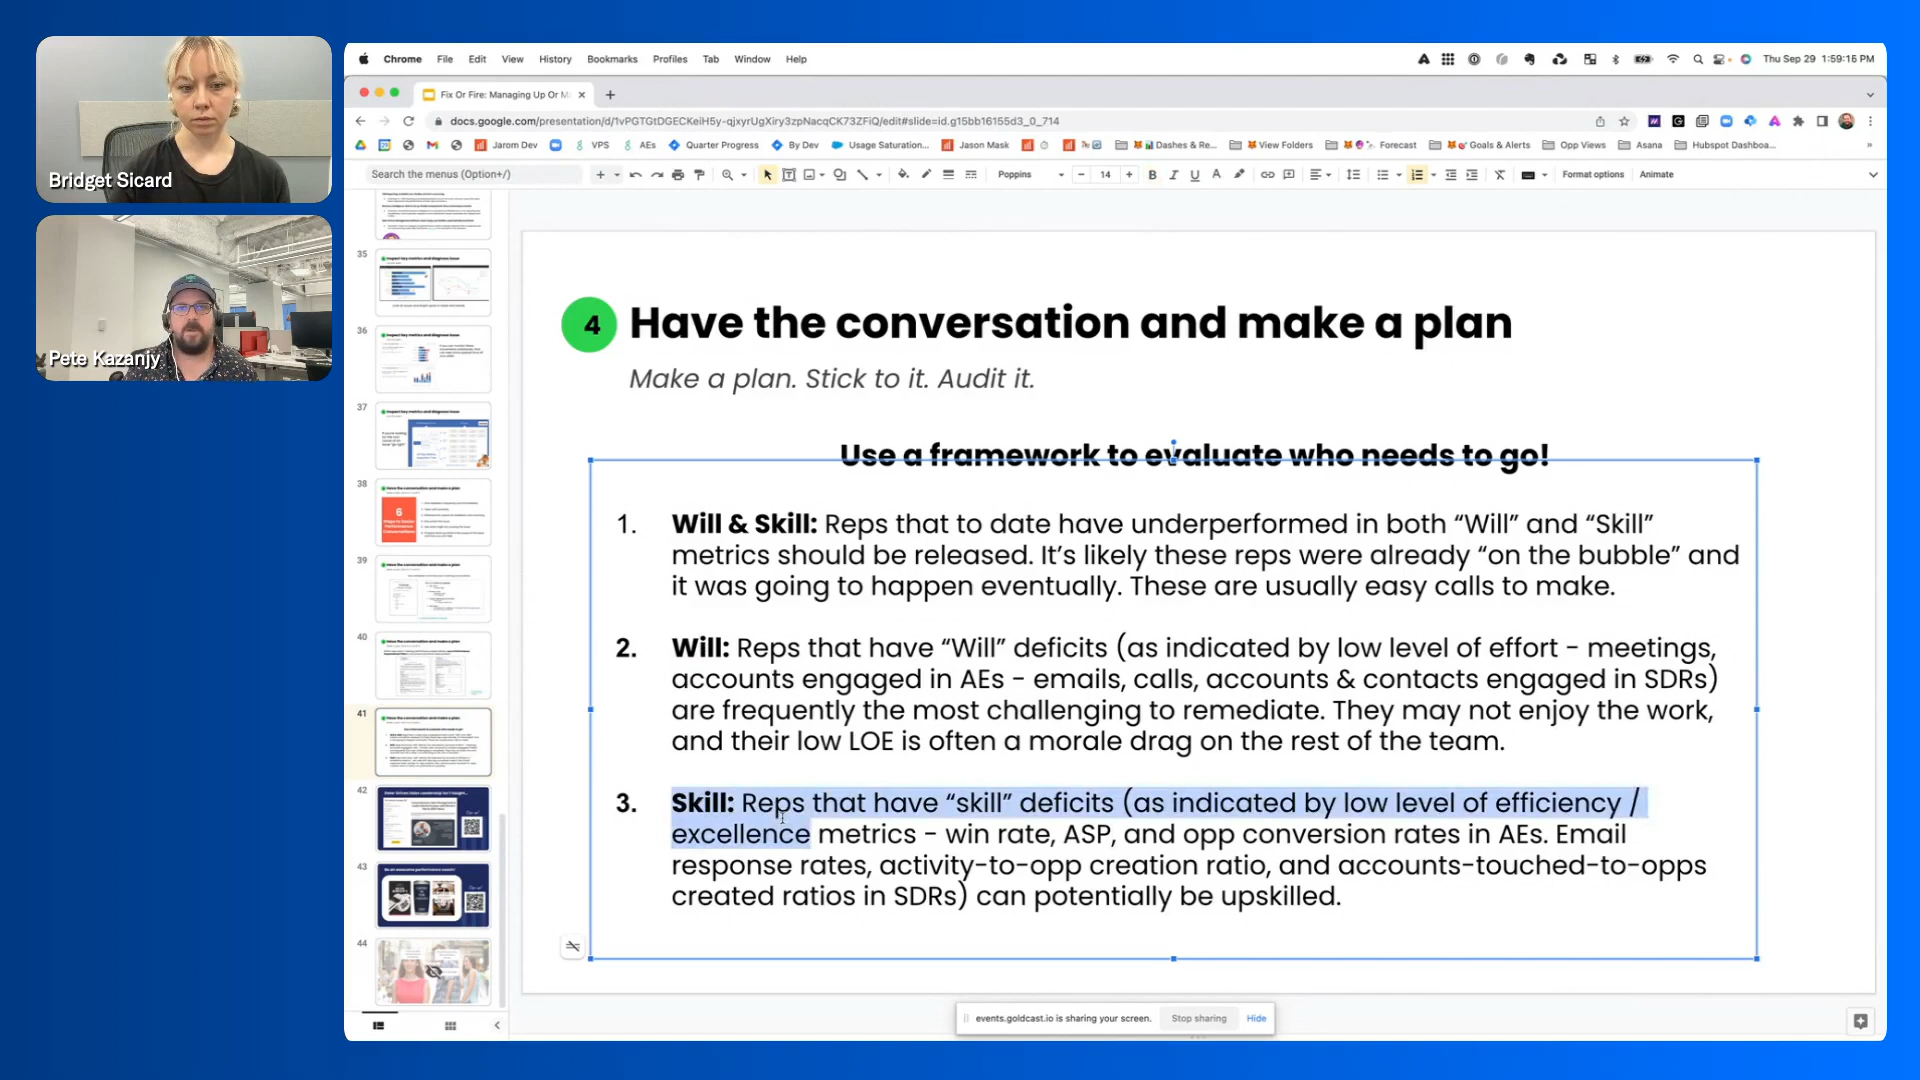 Bridget Sicard
Pete Kazanjy
Chrome File Edit View History Bookmarks Profiles Tab Window Help
Thu Sep 29 1:59:15 PM
Fix Or Fire: Managing Up Or M
docs.google.com/presentation/d/1vPGTGtDGECKeiH5y-qjxyrUgXiry3zpNacqCK73ZFiQ/edit#slide=id.g15bb16155d3_0_714
Jarom Dev VPS AEs Quarter Progress By Dev Usage Saturation... Jason Mask Dashes & Re... View Folders Forecast Goals & Alerts Opp Views Asana Hubspot Dashboa...
Search the menus (Option+/) Poppins 14 Format options Animate
35
36
37
38
39
40
41
42
43
44
4 Have the conversation and make a plan
Make a plan. Stick to it. Audit it.
Use a framework to evaluate who needs to go!
1. Will & Skill: Reps that to date have underperformed in both “Will” and “Skill”
metrics should be released. It’s likely these reps were already “on the bubble” and
it was going to happen eventually. These are usually easy calls to make.
2. Will: Reps that have “Will” deficits (as indicated by low level of effort - meetings,
accounts engaged in AEs - emails, calls, accounts & contacts engaged in SDRs)
are frequently the most challenging to remediate. They may not enjoy the work,
and their low LOE is often a morale drag on the rest of the team.
3. Skill: Reps that have “skill” deficits (as indicated by low level of efficiency /
excellence metrics - win rate, ASP, and opp conversion rates in AEs. Email
response rates, activity-to-opp creation ratio, and accounts-touched-to-opps
created ratios in SDRs) can potentially be upskilled.
events.goldcast.io is sharing your screen. Stop sharing Hide